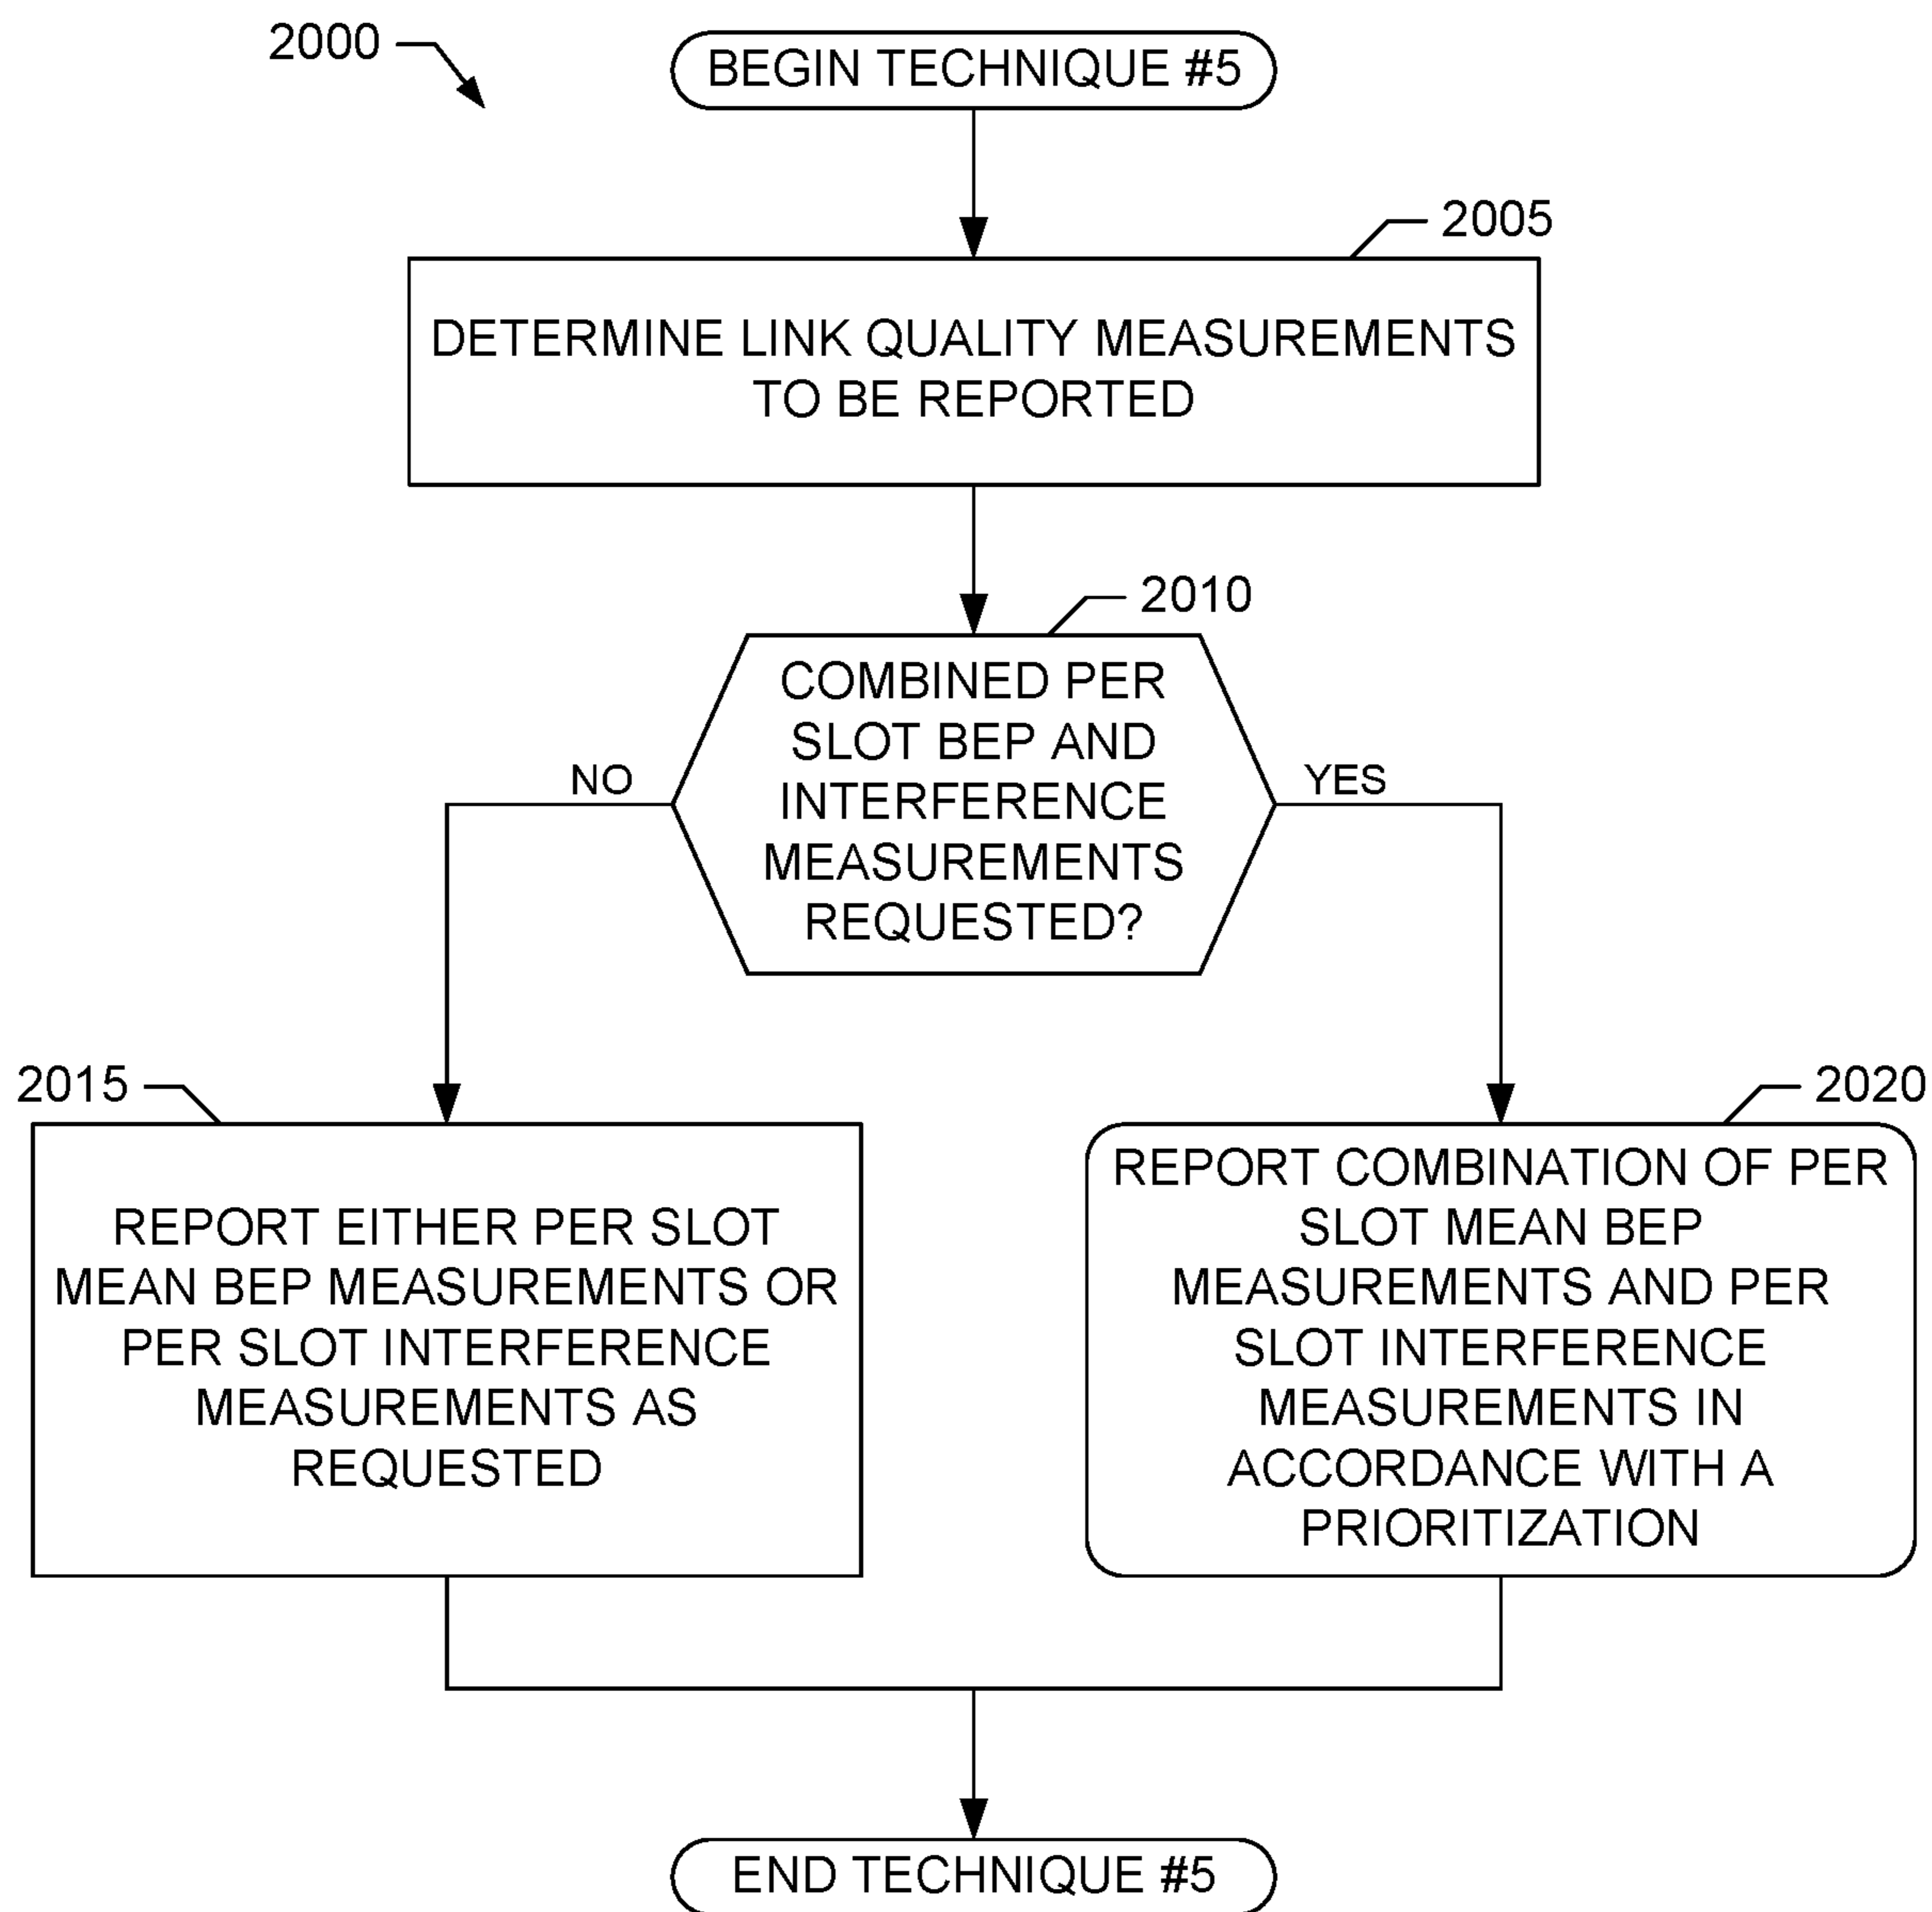 2000
BEGIN TECHNIQUE #5
2005
DETERMINE LINK QUALITY MEASUREMENTS
TO BE REPORTED
2010
COMBINED PER
SLOT BEP AND
INTERFERENCE
MEASUREMENTS
REQUESTED?
NO
YES
2015
REPORT EITHER PER SLOT
MEAN BEP MEASUREMENTS OR
PER SLOT INTERFERENCE
MEASUREMENTS AS
REQUESTED
2020
REPORT COMBINATION OF PER
SLOT MEAN BEP
MEASUREMENTS AND PER
SLOT INTERFERENCE
MEASUREMENTS IN
ACCORDANCE WITH A
PRIORITIZATION
END TECHNIQUE #5